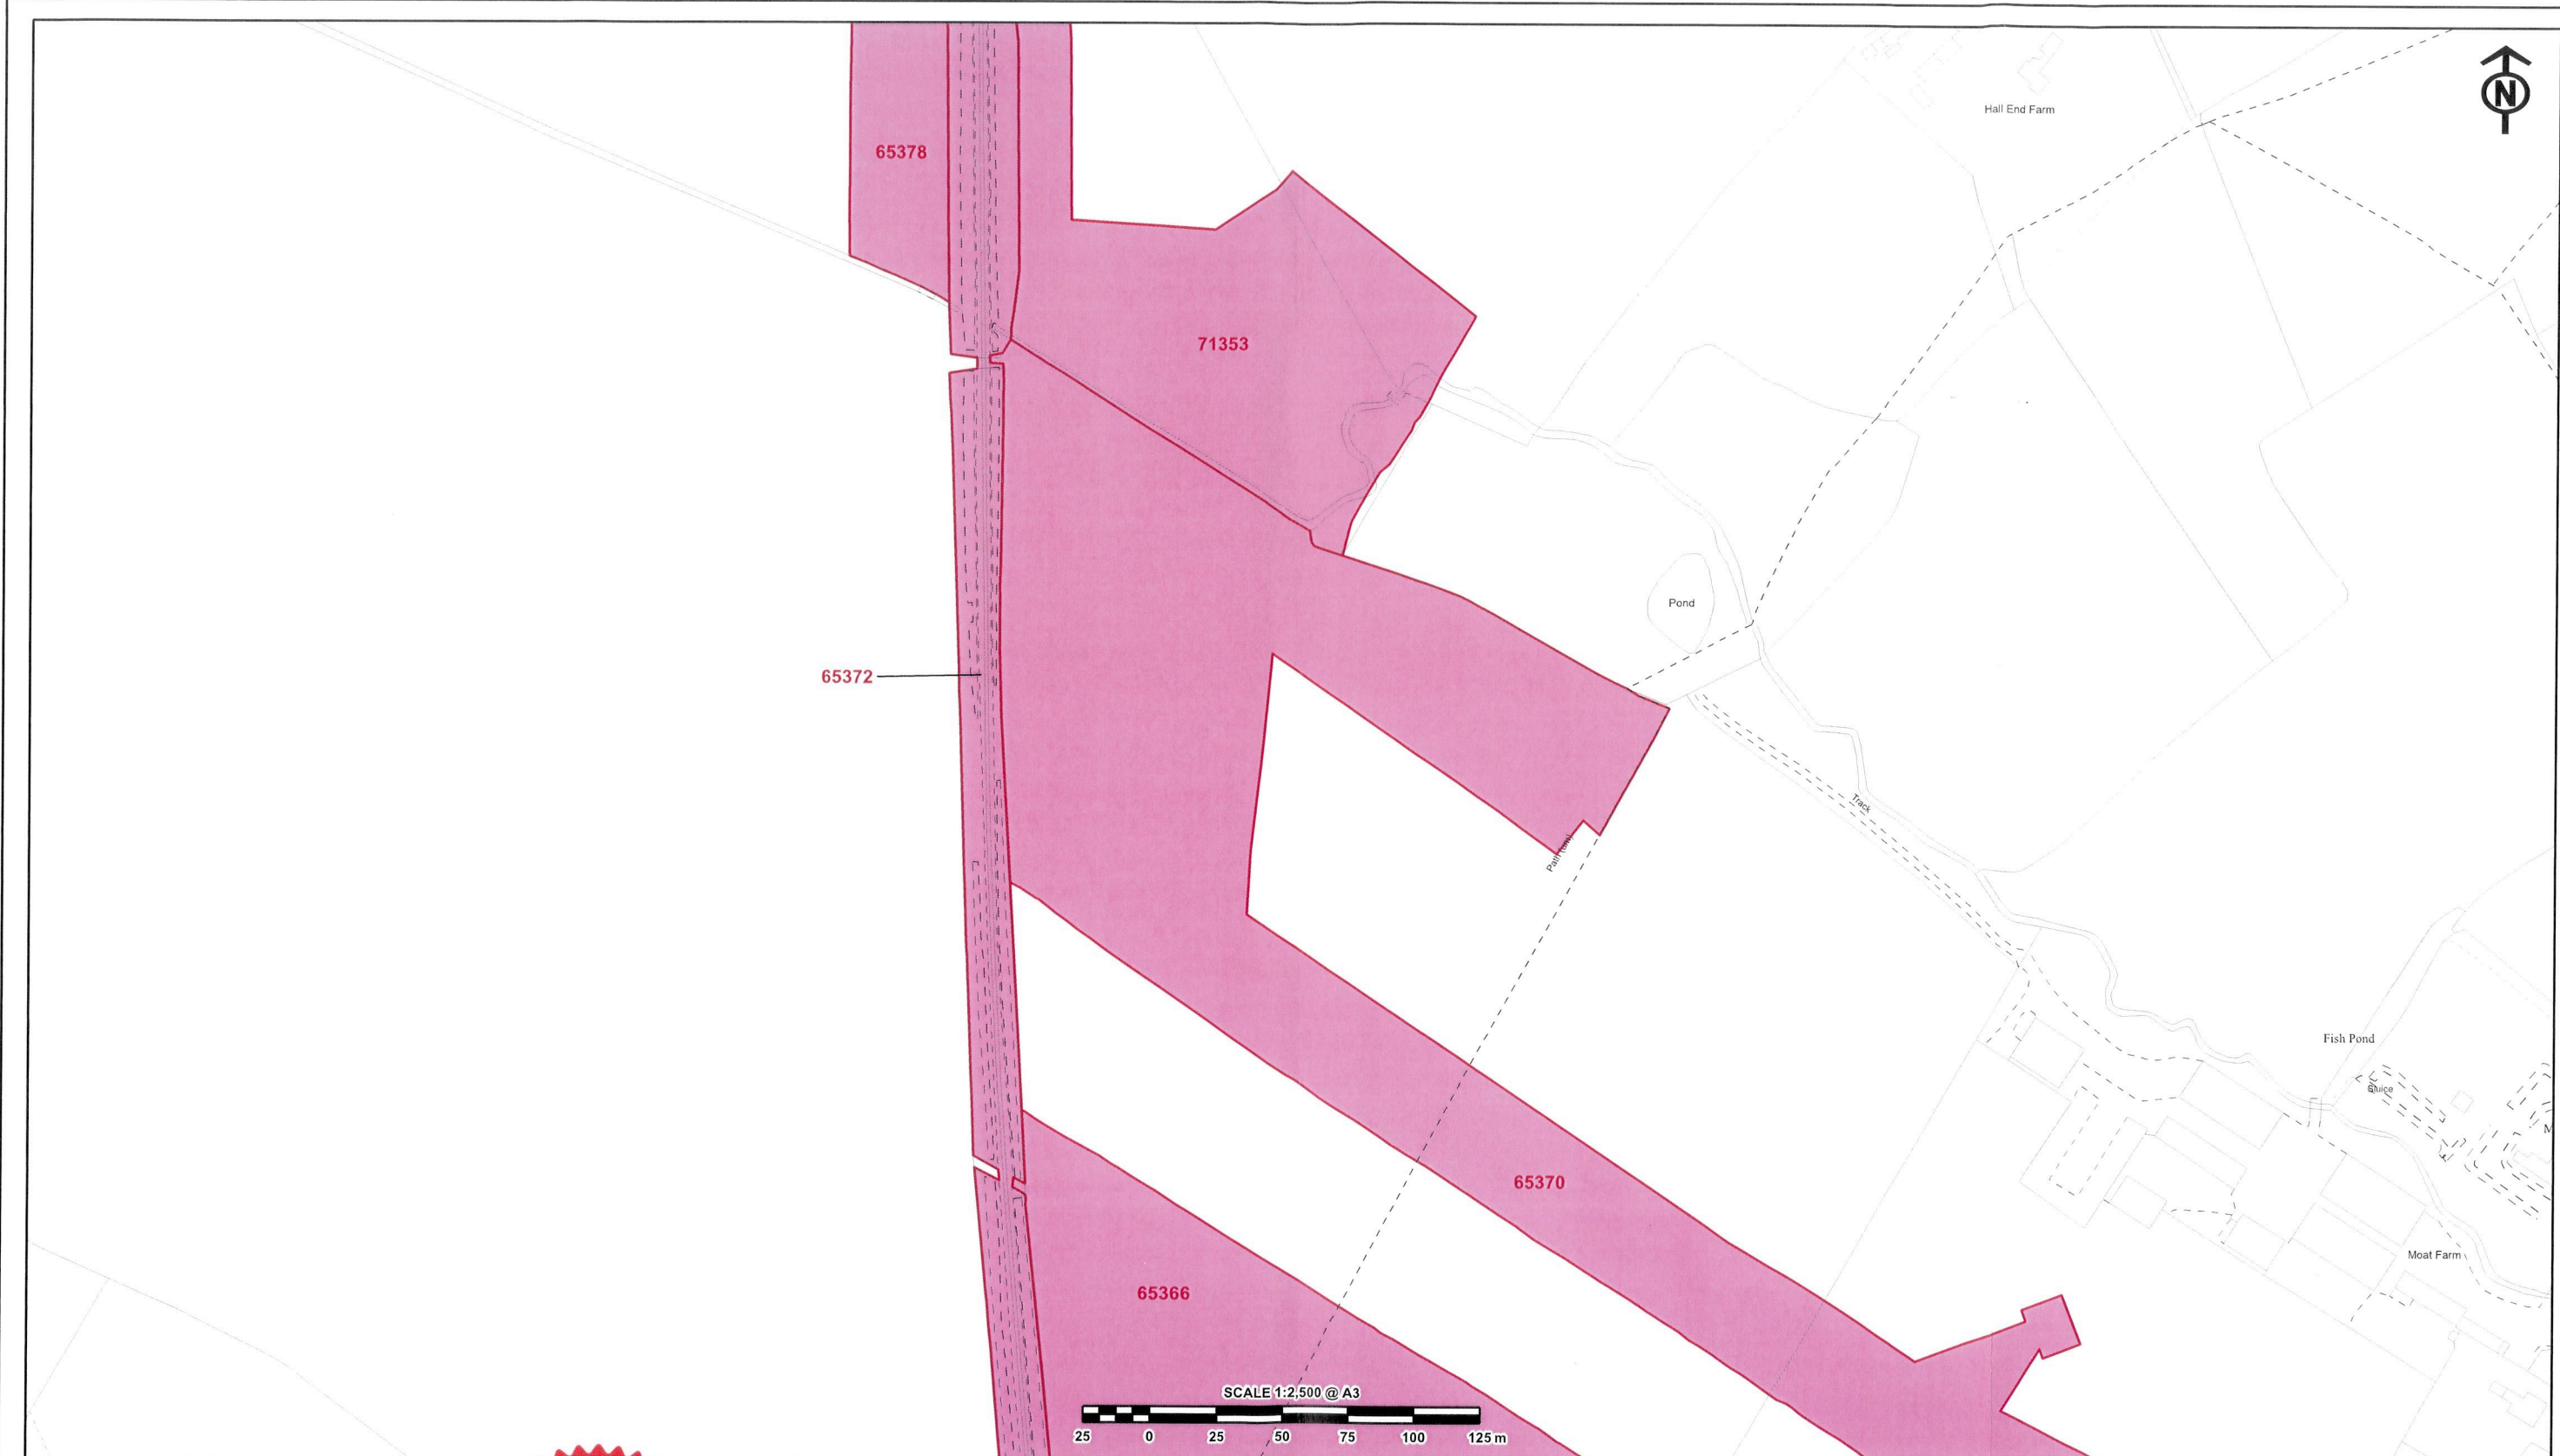 N
Hall End Farm
65378
71353
Pond
65372
Track
Path (um)
Fish Pond
Sluice
M
65370
Moat Farm
65366
SCALE 1:2,500 @ A3
25 0 25 50 75 100 125 m